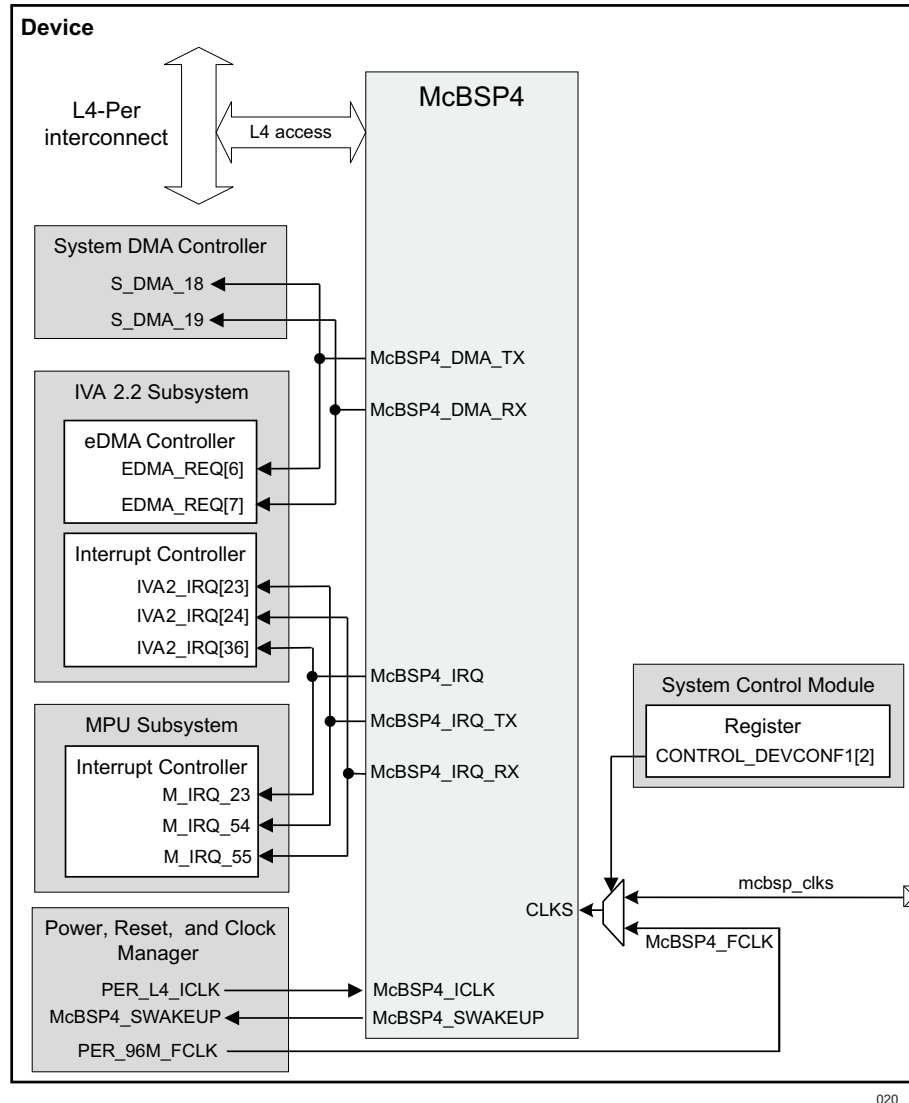 Device
McBSP4
L4-Per
interconnect
L4 access
System DMA Controller
S_DMA_18
S_DMA_19
McBSP4_DMA_TX
McBSP4_DMA_RX
IVA 2.2 Subsystem
eDMA Controller
EDMA_REQ[6]
EDMA_REQ[7]
Interrupt Controller
IVA2_IRQ[23]
IVA2_IRQ[24]
IVA2_IRQ[36]
McBSP4_IRQ
McBSP4_IRQ_TX
McBSP4_IRQ_RX
MPU Subsystem
Interrupt Controller
M_IRQ_23
M_IRQ_54
M_IRQ_55
System Control Module
Register
CONTROL_DEVCONF1[2]
mcbsp_clks
CLKS
McBSP4_FCLK
Power, Reset, and Clock
Manager
PER_L4_ICLK
McBSP4_SWAKEUP
PER_96M_FCLK
McBSP4_ICLK
McBSP4_SWAKEUP
020